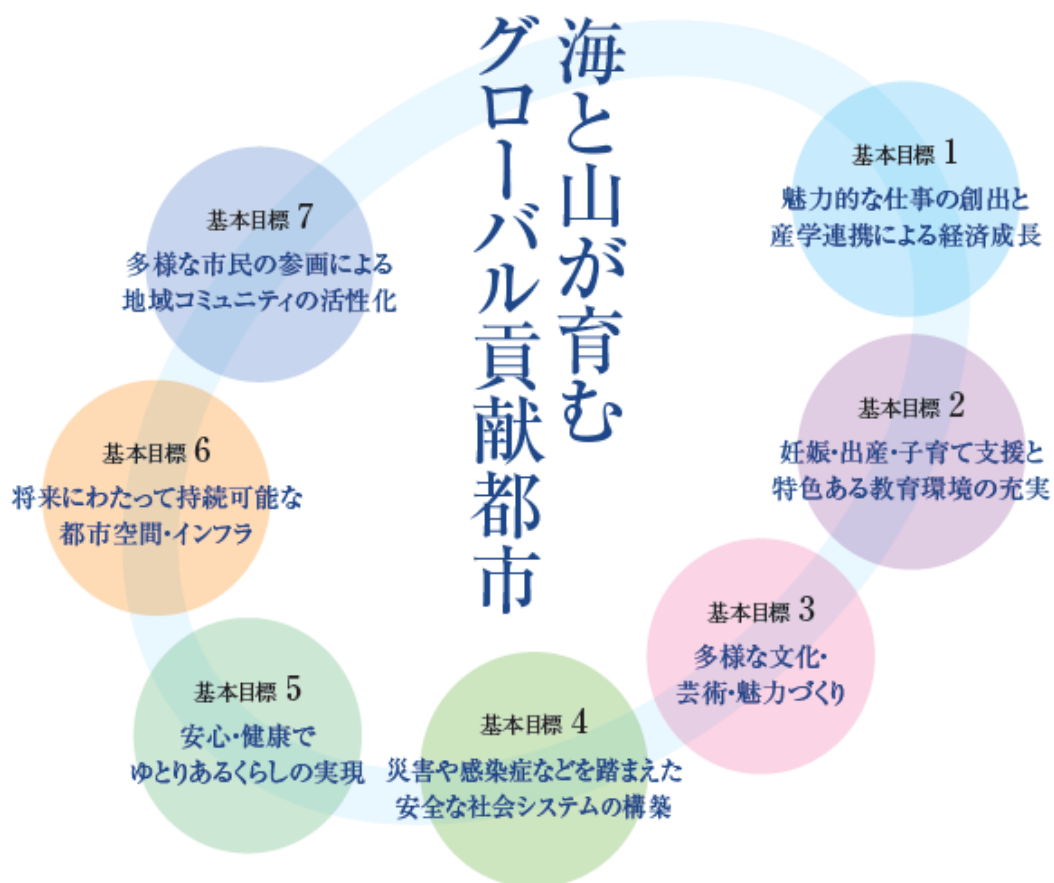 海と山が育む
グローバル貢献都市
基本目標 1
魅力的な仕事の創出と
産学連携による経済成長
基本目標 2
妊娠・出産・子育て支援と
特色ある教育環境の充実
基本目標 3
多様な文化・
芸術・魅力づくり
基本目標 4
災害や感染症などを踏まえた
安全な社会システムの構築
基本目標 5
安心・健康で
ゆとりあるくらしの実現
基本目標 6
将来にわたって持続可能な
都市空間・インフラ
基本目標 7
多様な市民の参画による
地域コミュニティの活性化